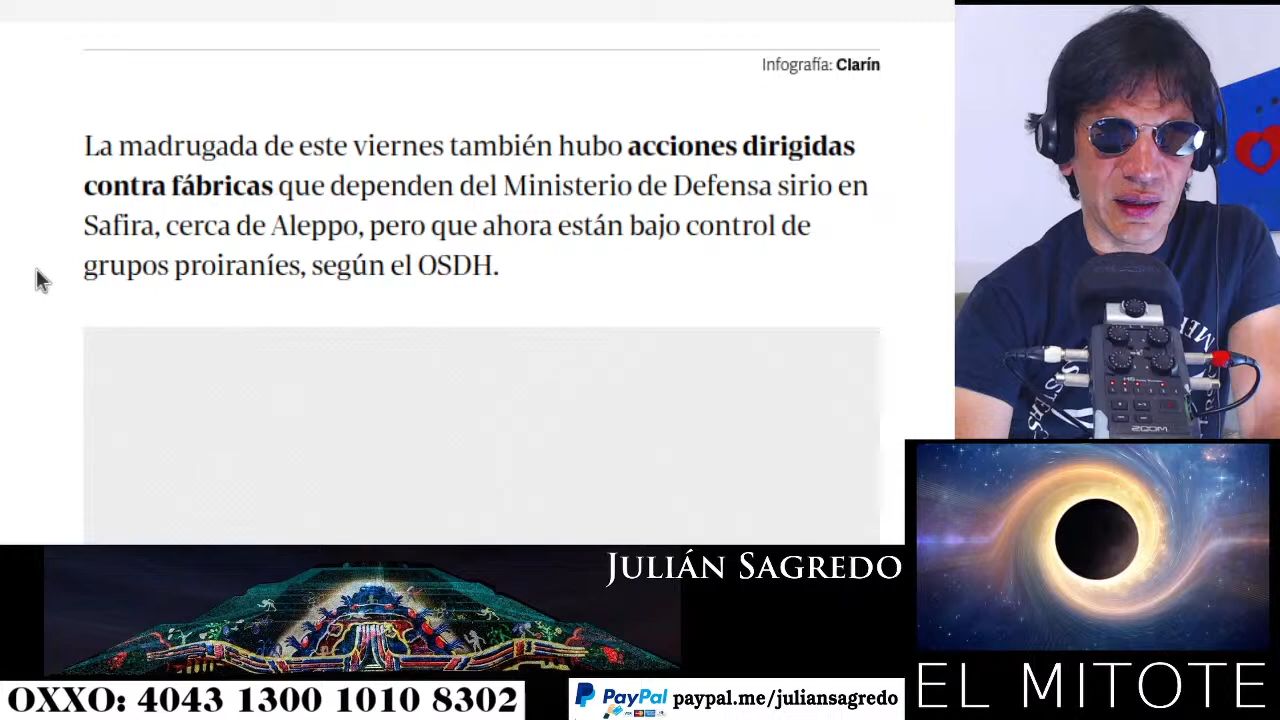 Infografía: Clarín
La madrugada de este viernes también hubo acciones dirigidas
contra fábricas que dependen del Ministerio de Defensa sirio en
Safira, cerca de Aleppo, pero que ahora están bajo control de
grupos proiraníes, según el OSDH.
ZOOM
JULIÁN SAGREDO
EL MITOTE
OXXO: 4043 1300 1010 8302
PayPal paypal.me/juliansagredo